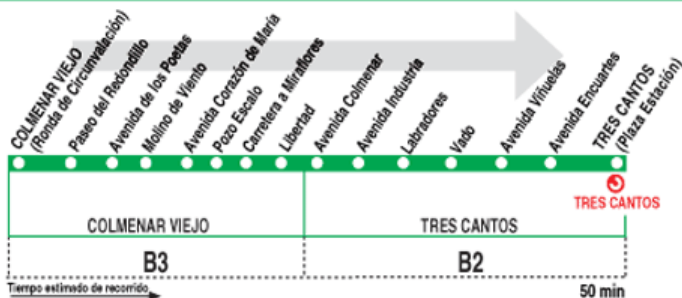 COLMENAR VIEJO
(Ronda de Circunvalación)
Paseo del Redondillo
Avenida de los Poetas
Molino de Viento
Avenida Corazón de María
Pozo Escalo
Carretera a Miraflores
Libertad
Avenida Colmenar
Avenida Industria
Labradores
Vado
Avenida Viñuelas
Avenida Encuartes
TRES CANTOS
(Plaza Estación)
TRES CANTOS
COLMENAR VIEJO
TRES CANTOS
B3
B2
Tiempo estimado de recorrido
50 min